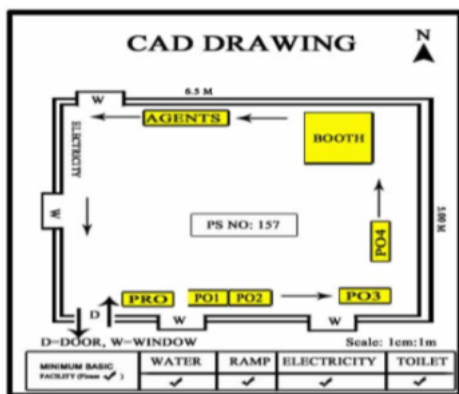 CAD DRAWING
N
6.5 M
W
AGENTS
BOOTH
ELECTRICITY
W
PS NO: 157
PO4
5.00 M
PRO
PO1
PO2
PO3
D
W
W
D=DOOR, W=WINDOW
Scale: 1cm:1m
MINIMUM BASIC
FACILITY (Please ✓)
WATER
RAMP
ELECTRICITY
TOILET
✓
✓
✓
✓